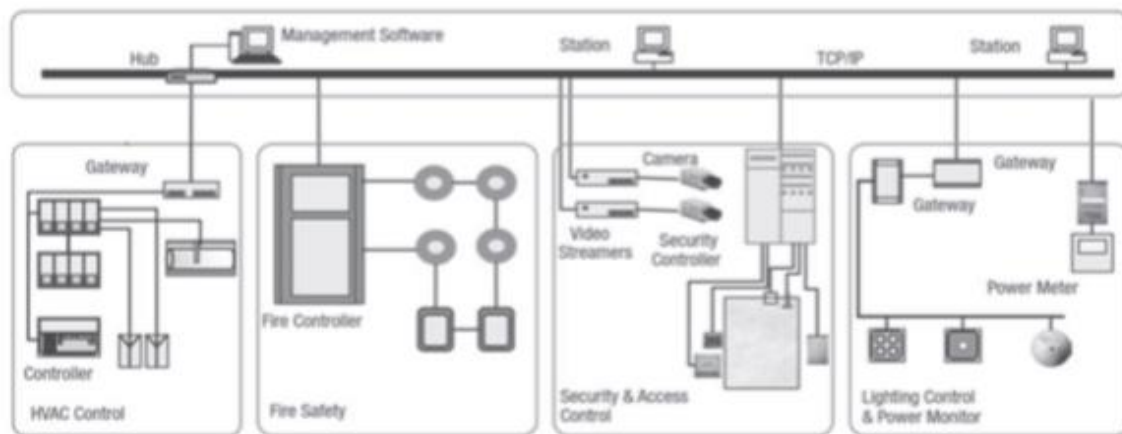 Management Software
Hub
Station
TCP/IP
Station
Gateway
Controller
HVAC Control
Fire Controller
Fire Safety
Camera
Video
Streamers
Security
Controller
Security & Access
Control
Gateway
Gateway
Power Meter
Lighting Control
& Power Monitor